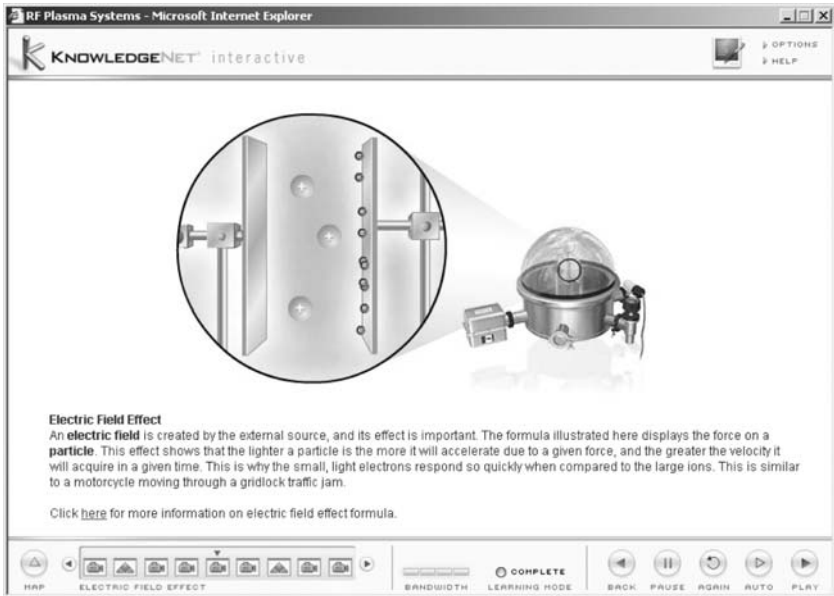 RF Plasma Systems - Microsoft Internet Explorer
KNOWLEDGENET interactive
OPTIONS
HELP
+
+
+
Electric Field Effect
An electric field is created by the external source, and its effect is important. The formula illustrated here displays the force on a
particle. This effect shows that the lighter a particle is the more it will accelerate due to a given force, and the greater the velocity it
will acquire in a given time. This is why the small, light electrons respond so quickly when compared to the large ions. This is similar
to a motorcycle moving through a gridlock traffic jam.
Click here for more information on electric field effect formula.
COMPLETE
MAP ELECTRIC FIELD EFFECT BANDWIDTH LEARNING MODE BACK PAUSE AGAIN AUTO PLAY